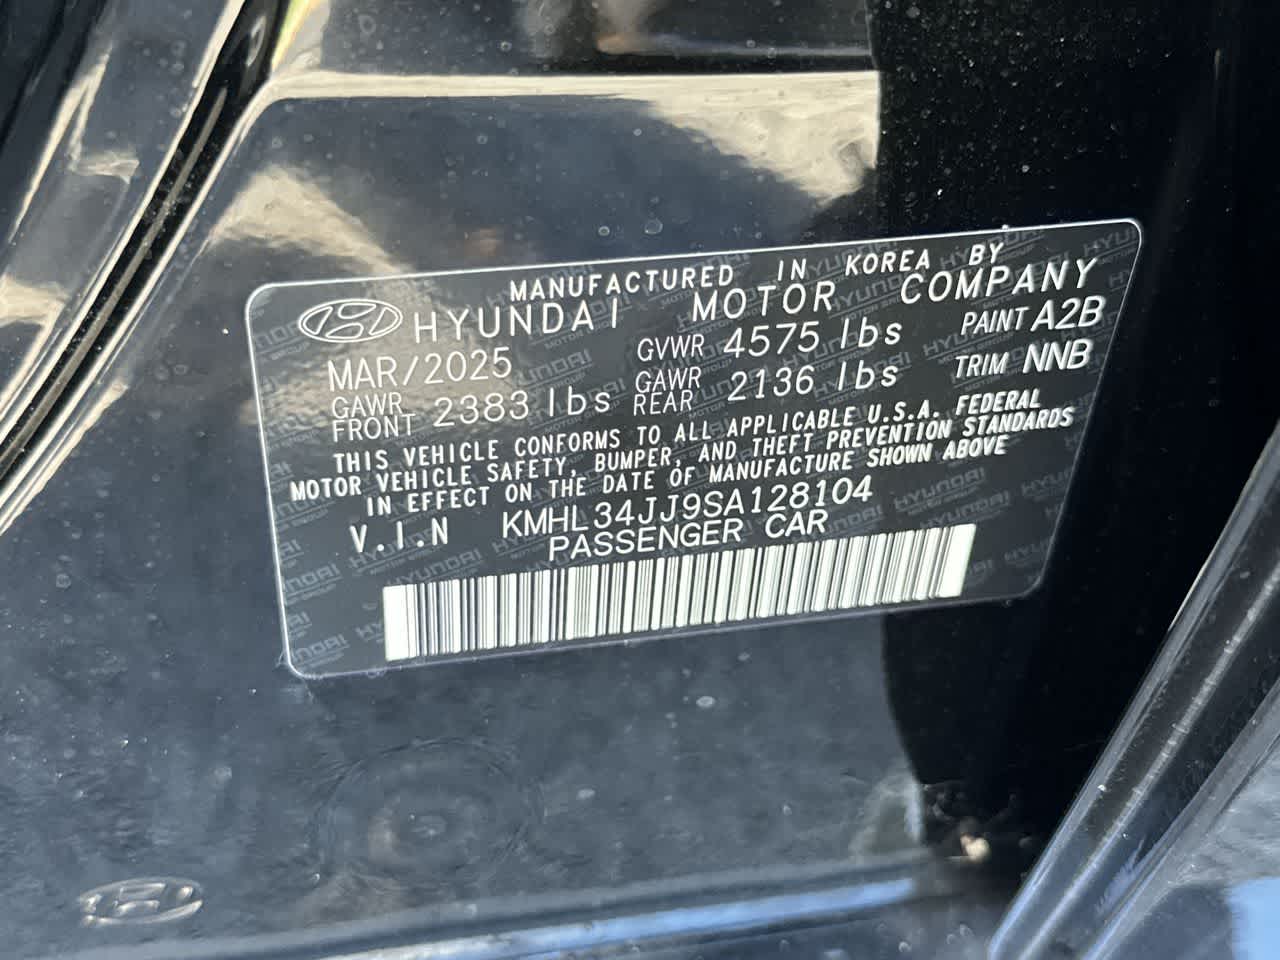 MANUFACTURED IN KOREA BY
HYUNDAI MOTOR COMPANY
MAR/2025 GVWR 4575 lbs PAINT A2B
GAWR FRONT 2383 lbs GAWR REAR 2136 lbs TRIM NNB
THIS VEHICLE CONFORMS TO ALL APPLICABLE U.S.A. FEDERAL
MOTOR VEHICLE SAFETY, BUMPER, AND THEFT PREVENTION STANDARDS
IN EFFECT ON THE DATE OF MANUFACTURE SHOWN ABOVE
V.I.N KMHL34JJ9SA128104
PASSENGER CAR